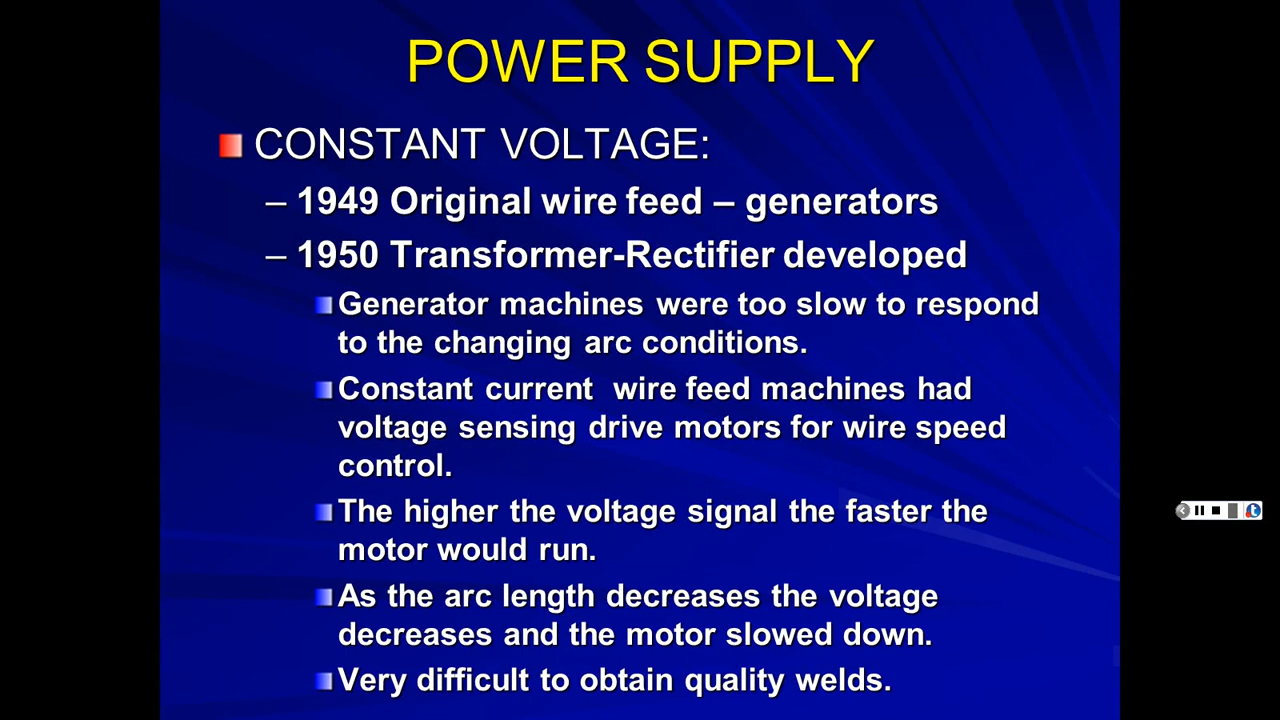 POWER SUPPLY
CONSTANT VOLTAGE:
– 1949 Original wire feed – generators
– 1950 Transformer-Rectifier developed
Generator machines were too slow to respond
to the changing arc conditions.
Constant current wire feed machines had
voltage sensing drive motors for wire speed
control.
The higher the voltage signal the faster the
motor would run.
As the arc length decreases the voltage
decreases and the motor slowed down.
Very difficult to obtain quality welds.